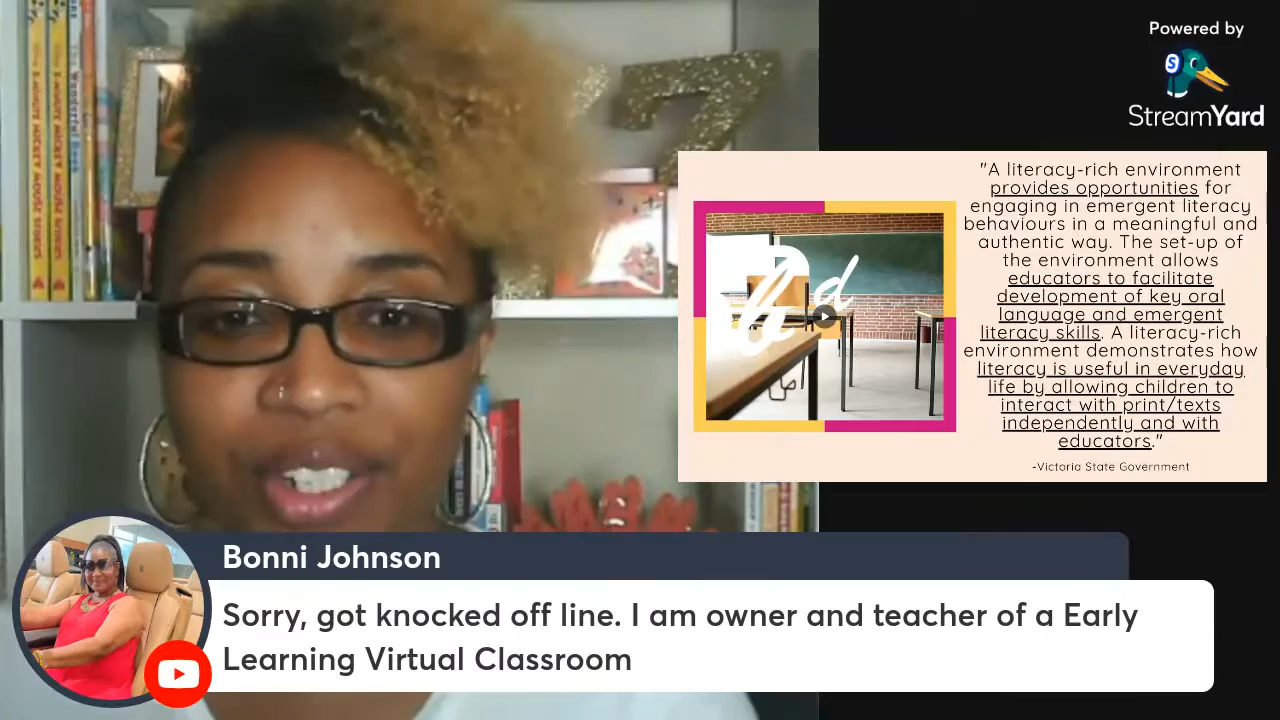 Powered by
StreamYard
"A literacy-rich environment
provides opportunities for
engaging in emergent literacy
behaviours in a meaningful and
authentic way. The set-up of
the environment allows
educators to facilitate
development of key oral
language and emergent
literacy skills. A literacy-rich
environment demonstrates how
literacy is useful in everyday
life by allowing children to
interact with print/texts
independently and with
educators."
-Victoria State Government
d
Bonni Johnson
Sorry, got knocked off line. I am owner and teacher of a Early
Learning Virtual Classroom